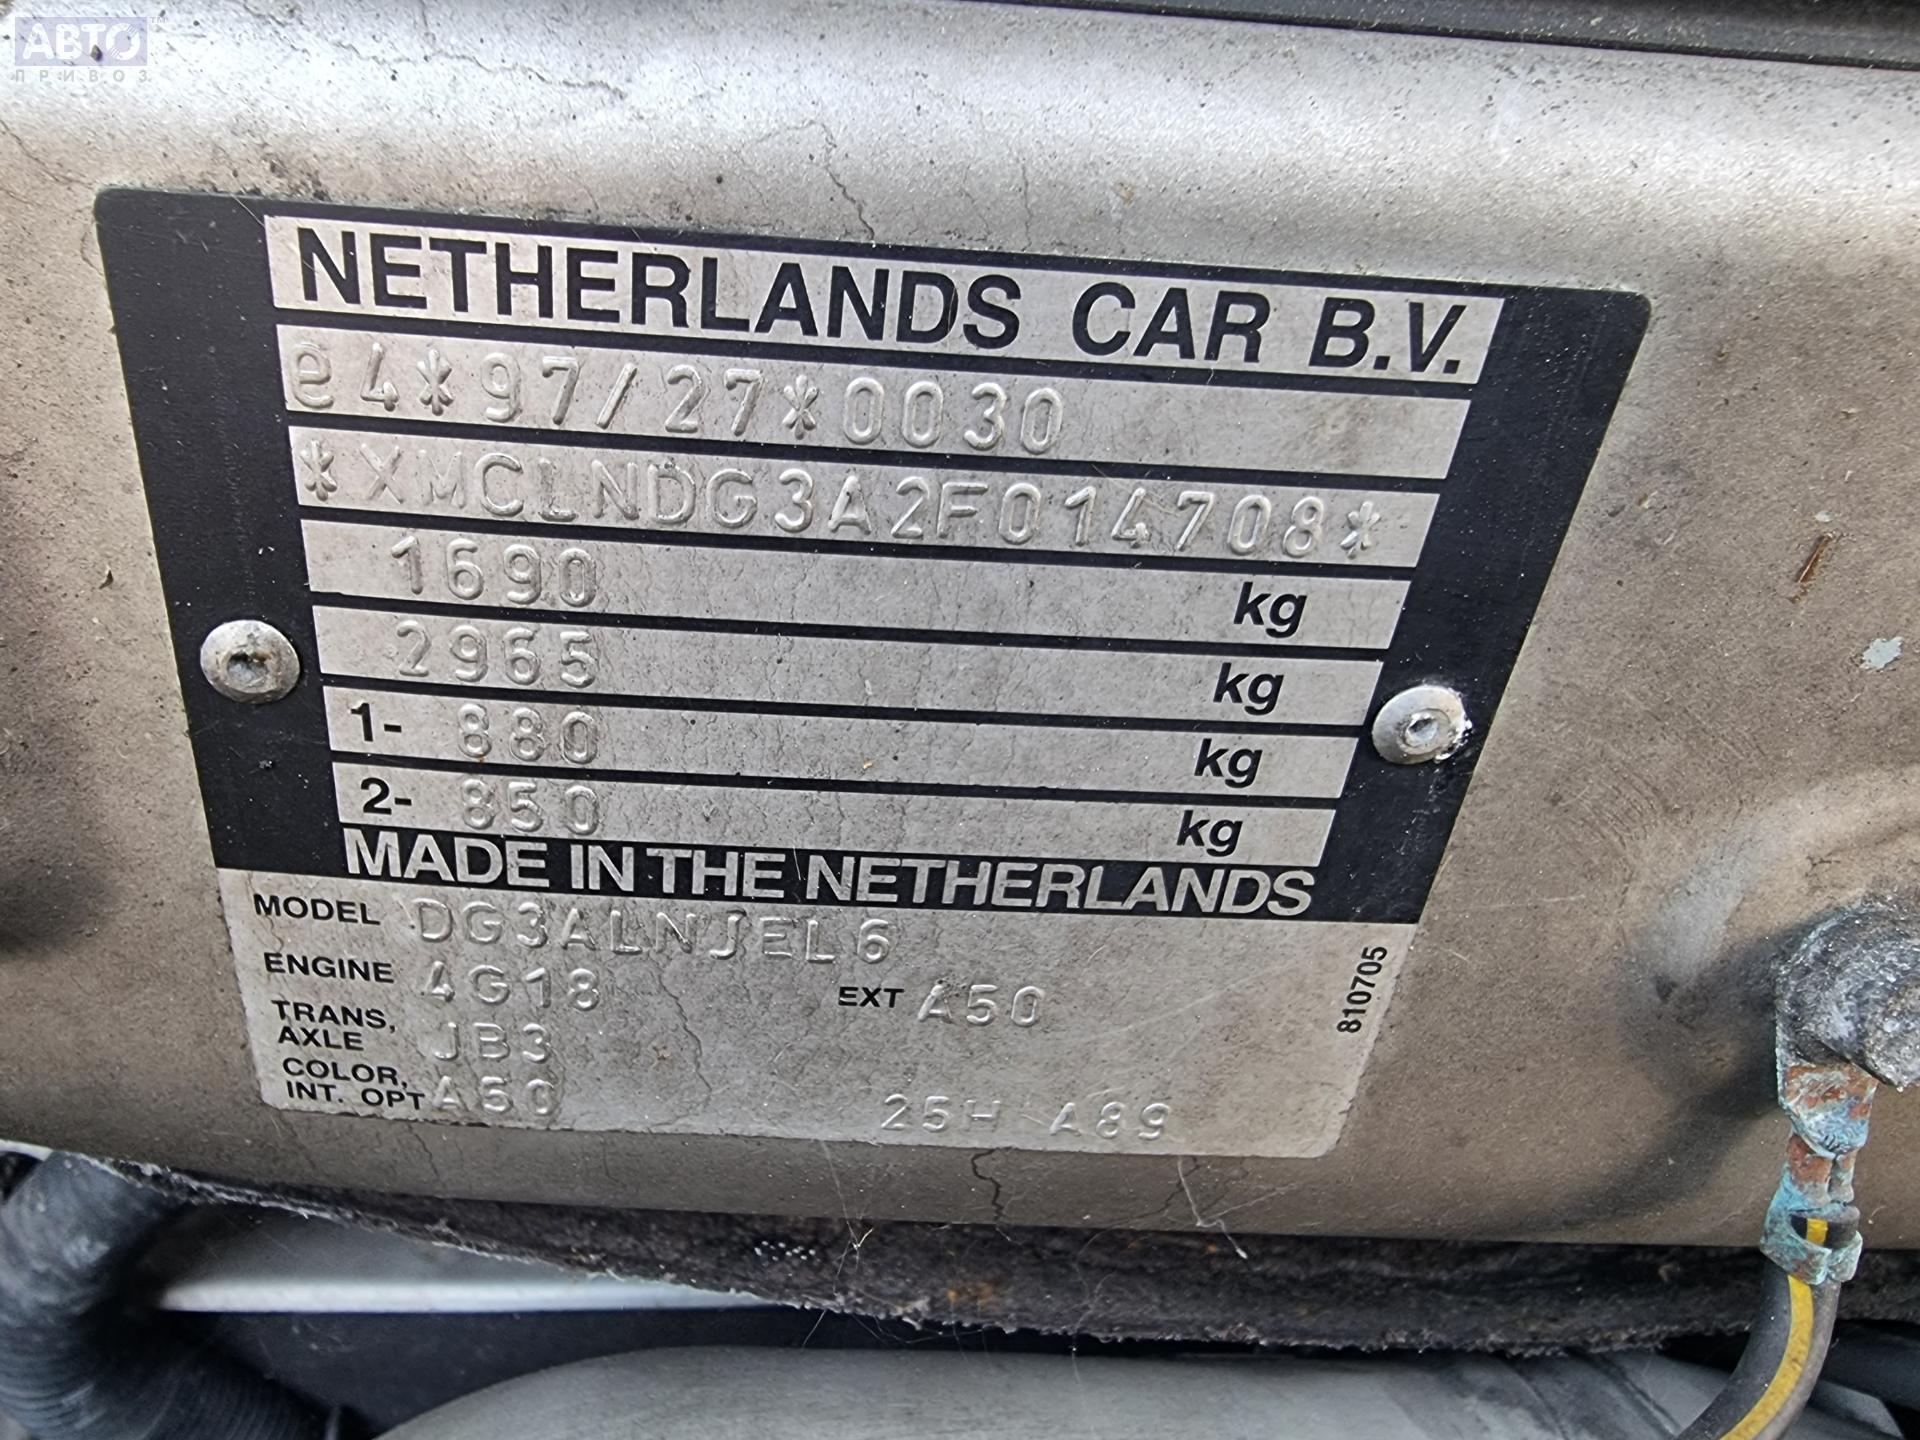 АВТО™
ПРИВОЗ
NETHERLANDS CAR B.V.
e4*97/27*0030
*XMCLNDG3A2F014708*
1690 kg
2965 kg
1- 880 kg
2- 850 kg
MADE IN THE NETHERLANDS
MODEL DG3ALNJEL6
ENGINE 4G18 EXT A50
TRANS,
AXLE JB3
COLOR,
INT. OPT A50 25H A89
810705